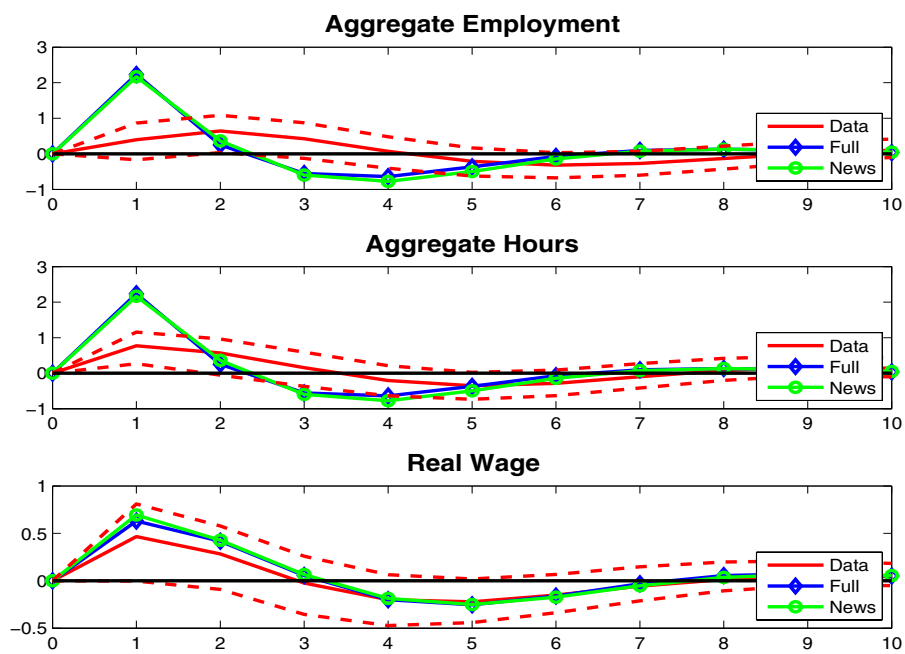 Aggregate Employment
3
2
1
0
−1
Data
Full
News
0 1 2 3 4 5 6 7 8 9 10
Aggregate Hours
3
2
1
0
−1
Data
Full
News
0 1 2 3 4 5 6 7 8 9 10
Real Wage
1
0.5
0
−0.5
Data
Full
News
0 1 2 3 4 5 6 7 8 9 10